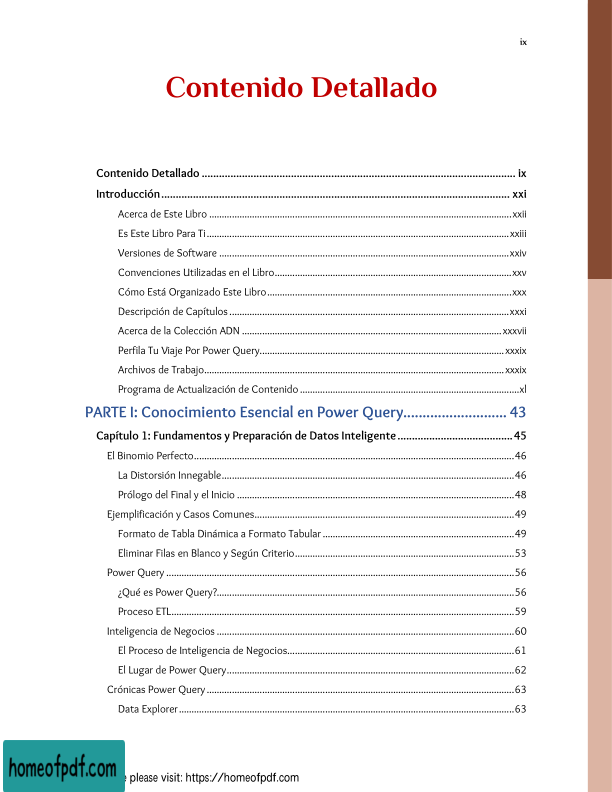 ix
Contenido Detallado
Contenido Detallado ........................................................................................................... ix
Introducción ........................................................................................................................ xxi
Acerca de Este Libro ........................................................................................................ xxii
Es Este Libro Para Ti ........................................................................................................ xxiii
Versiones de Software .................................................................................................... xxiv
Convenciones Utilizadas en el Libro ................................................................................ xxv
Cómo Está Organizado Este Libro ................................................................................... xxx
Descripción de Capítulos ................................................................................................. xxxi
Acerca de la Colección ADN .......................................................................................... xxxvii
Perfila Tu Viaje Por Power Query .................................................................................... xxxix
Archivos de Trabajo ........................................................................................................ xxxix
Programa de Actualización de Contenido ........................................................................... xl
PARTE I: Conocimiento Esencial en Power Query........................... 43
Capítulo 1: Fundamentos y Preparación de Datos Inteligente ....................................... 45
El Binomio Perfecto ............................................................................................................ 46
La Distorsión Innegable .................................................................................................... 46
Prólogo del Final y el Inicio ............................................................................................... 48
Ejemplificación y Casos Comunes ....................................................................................... 49
Formato de Tabla Dinámica a Formato Tabular ................................................................. 49
Eliminar Filas en Blanco y Según Criterio .......................................................................... 53
Power Query ...................................................................................................................... 56
¿Qué es Power Query? ...................................................................................................... 56
Proceso ETL ...................................................................................................................... 59
Inteligencia de Negocios ..................................................................................................... 60
El Proceso de Inteligencia de Negocios ............................................................................. 61
El Lugar de Power Query .................................................................................................. 62
Crónicas Power Query ........................................................................................................ 63
Data Explorer ................................................................................................................... 63
homeofpdf.com
please visit: https://homeofpdf.com